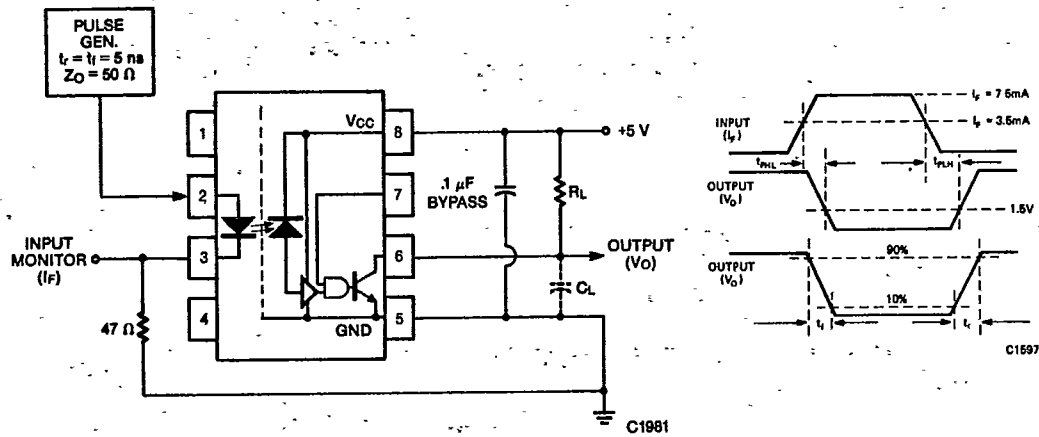 PULSE
GEN.
tr = tf = 5 ns
ZO = 50 Ω
1
2
3
4
VCC
GND
8
7
6
5
+5 V
.1 μF
BYPASS
RL
OUTPUT
(VO)
CL
INPUT
MONITOR
(IF)
47 Ω
C1981
INPUT
(IF)
IF = 7.5mA
IF = 3.5mA
tPHL
tPLH
OUTPUT
(VO)
1.5V
OUTPUT
(VO)
90%
10%
tf
tr
C1597